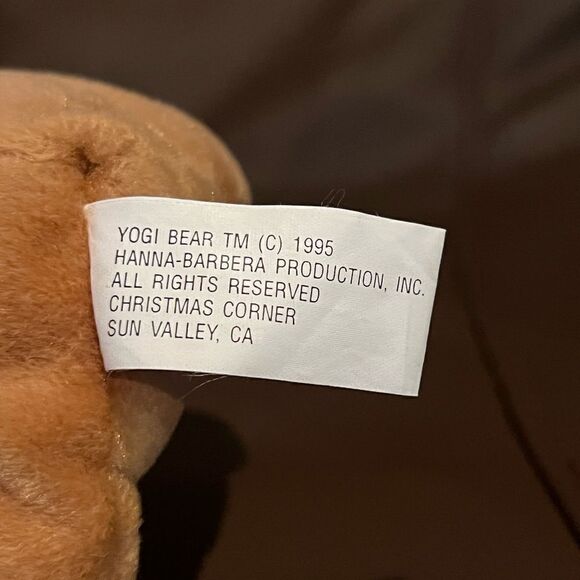 YOGI BEAR TM (C) 1995
HANNA-BARBERA PRODUCTION, INC.
ALL RIGHTS RESERVED
CHRISTMAS CORNER
SUN VALLEY, CA